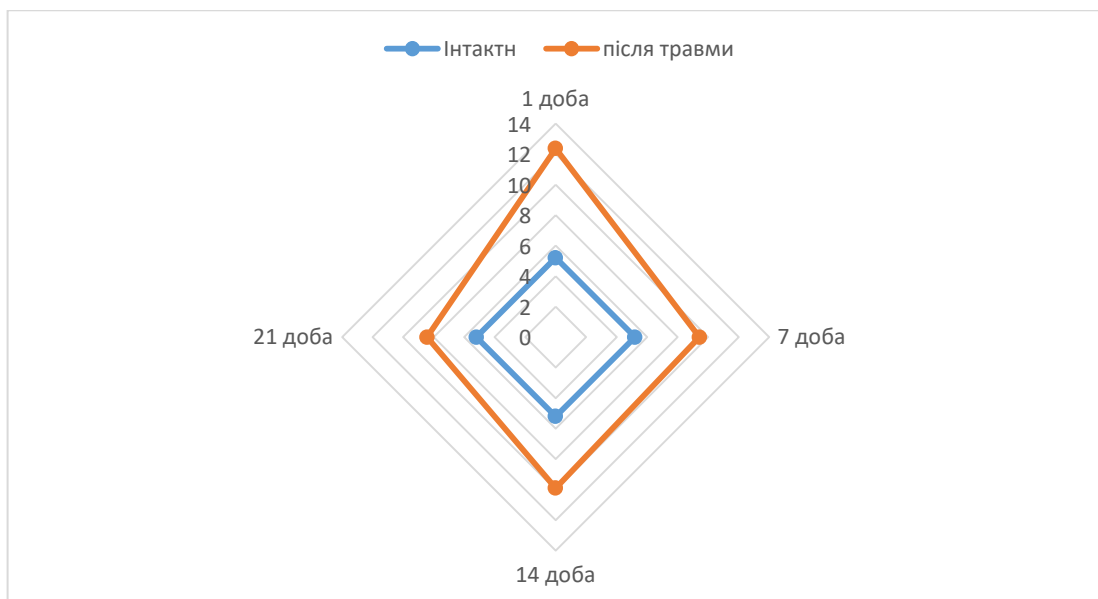 Інтактн після травми
1 доба
14
12
10
8
6
4
2
0
21 доба 7 доба
14 доба